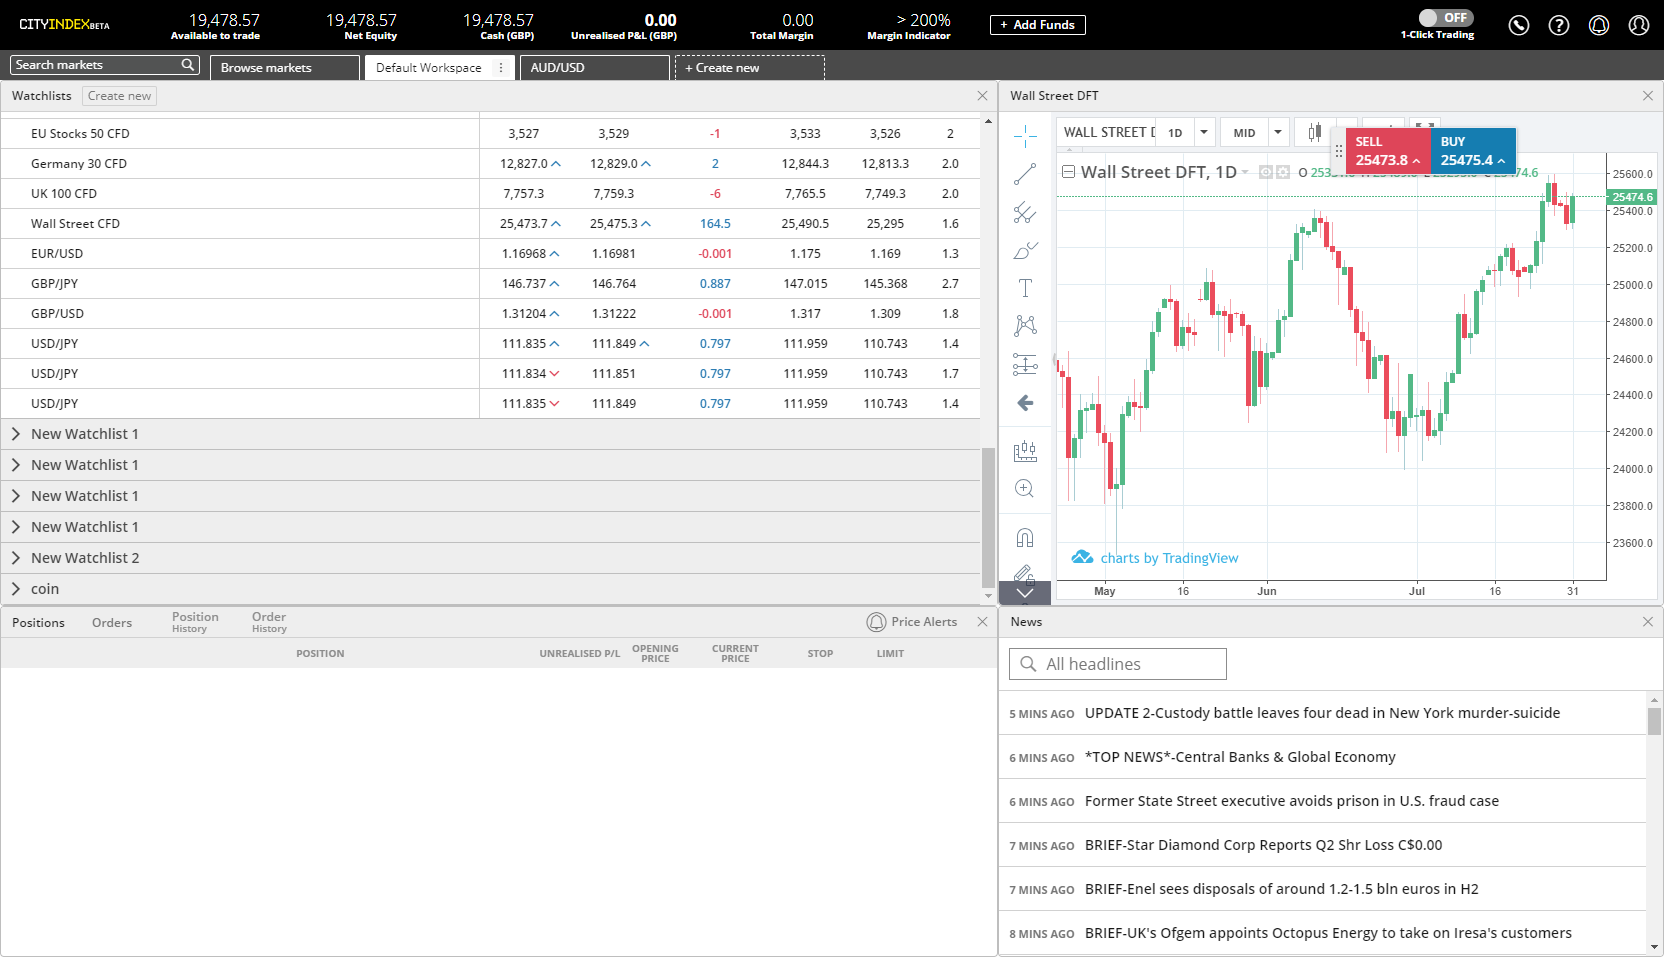 CITYINDEXBETA
19,478.57 19,478.57 19,478.57 0.00 0.00 > 200%
Available to trade Net Equity Cash (GBP) Unrealised P&L (GBP) Total Margin Margin Indicator
+ Add Funds
OFF
1-Click Trading
Search markets
Browse markets
Default Workspace
AUD/USD
+ Create new
Watchlists Create new
EU Stocks 50 CFD 3,527 3,529 -1 3,533 3,526 2
Germany 30 CFD 12,827.0 12,829.0 2 12,844.3 12,813.3 2.0
UK 100 CFD 7,757.3 7,759.3 -6 7,765.5 7,749.3 2.0
Wall Street CFD 25,473.7 25,475.3 164.5 25,490.5 25,295 1.6
EUR/USD 1.16968 1.16981 -0.001 1.175 1.169 1.3
GBP/JPY 146.737 146.764 0.887 147.015 145.368 2.7
GBP/USD 1.31204 1.31222 -0.001 1.317 1.309 1.8
USD/JPY 111.835 111.849 0.797 111.959 110.743 1.4
USD/JPY 111.834 111.851 0.797 111.959 110.743 1.7
USD/JPY 111.835 111.849 0.797 111.959 110.743 1.4
New Watchlist 1
New Watchlist 1
New Watchlist 1
New Watchlist 1
New Watchlist 2
coin
Wall Street DFT
WALL STREET 1D MID
SELL
25473.8
BUY
25475.4
Wall Street DFT, 1D
O
25600.0
25474.6
25400.0
25200.0
25000.0
24800.0
24600.0
24400.0
24200.0
24000.0
23800.0
23600.0
charts by TradingView
May 16 Jun Jul 16 31
Positions Orders Position History Order History Price Alerts
POSITION UNREALISED P/L OPENING PRICE CURRENT PRICE STOP LIMIT
News
All headlines
5 MINS AGO UPDATE 2-Custody battle leaves four dead in New York murder-suicide
6 MINS AGO *TOP NEWS*-Central Banks & Global Economy
6 MINS AGO Former State Street executive avoids prison in U.S. fraud case
7 MINS AGO BRIEF-Star Diamond Corp Reports Q2 Shr Loss C$0.00
7 MINS AGO BRIEF-Enel sees disposals of around 1.2-1.5 bln euros in H2
8 MINS AGO BRIEF-UK's Ofgem appoints Octopus Energy to take on Iresa's customers